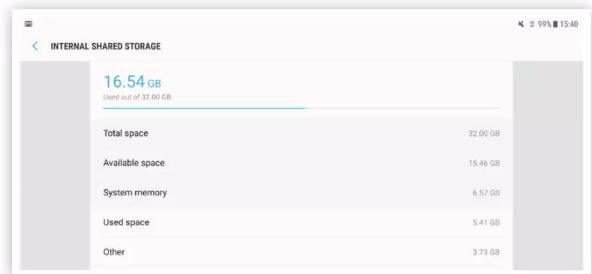 99% 15:40
INTERNAL SHARED STORAGE
16.54 GB
Used out of 32.00 GB
Total space 32.00 GB
Available space 15.46 GB
System memory 6.57 GB
Used space 5.41 GB
Other 3.73 GB